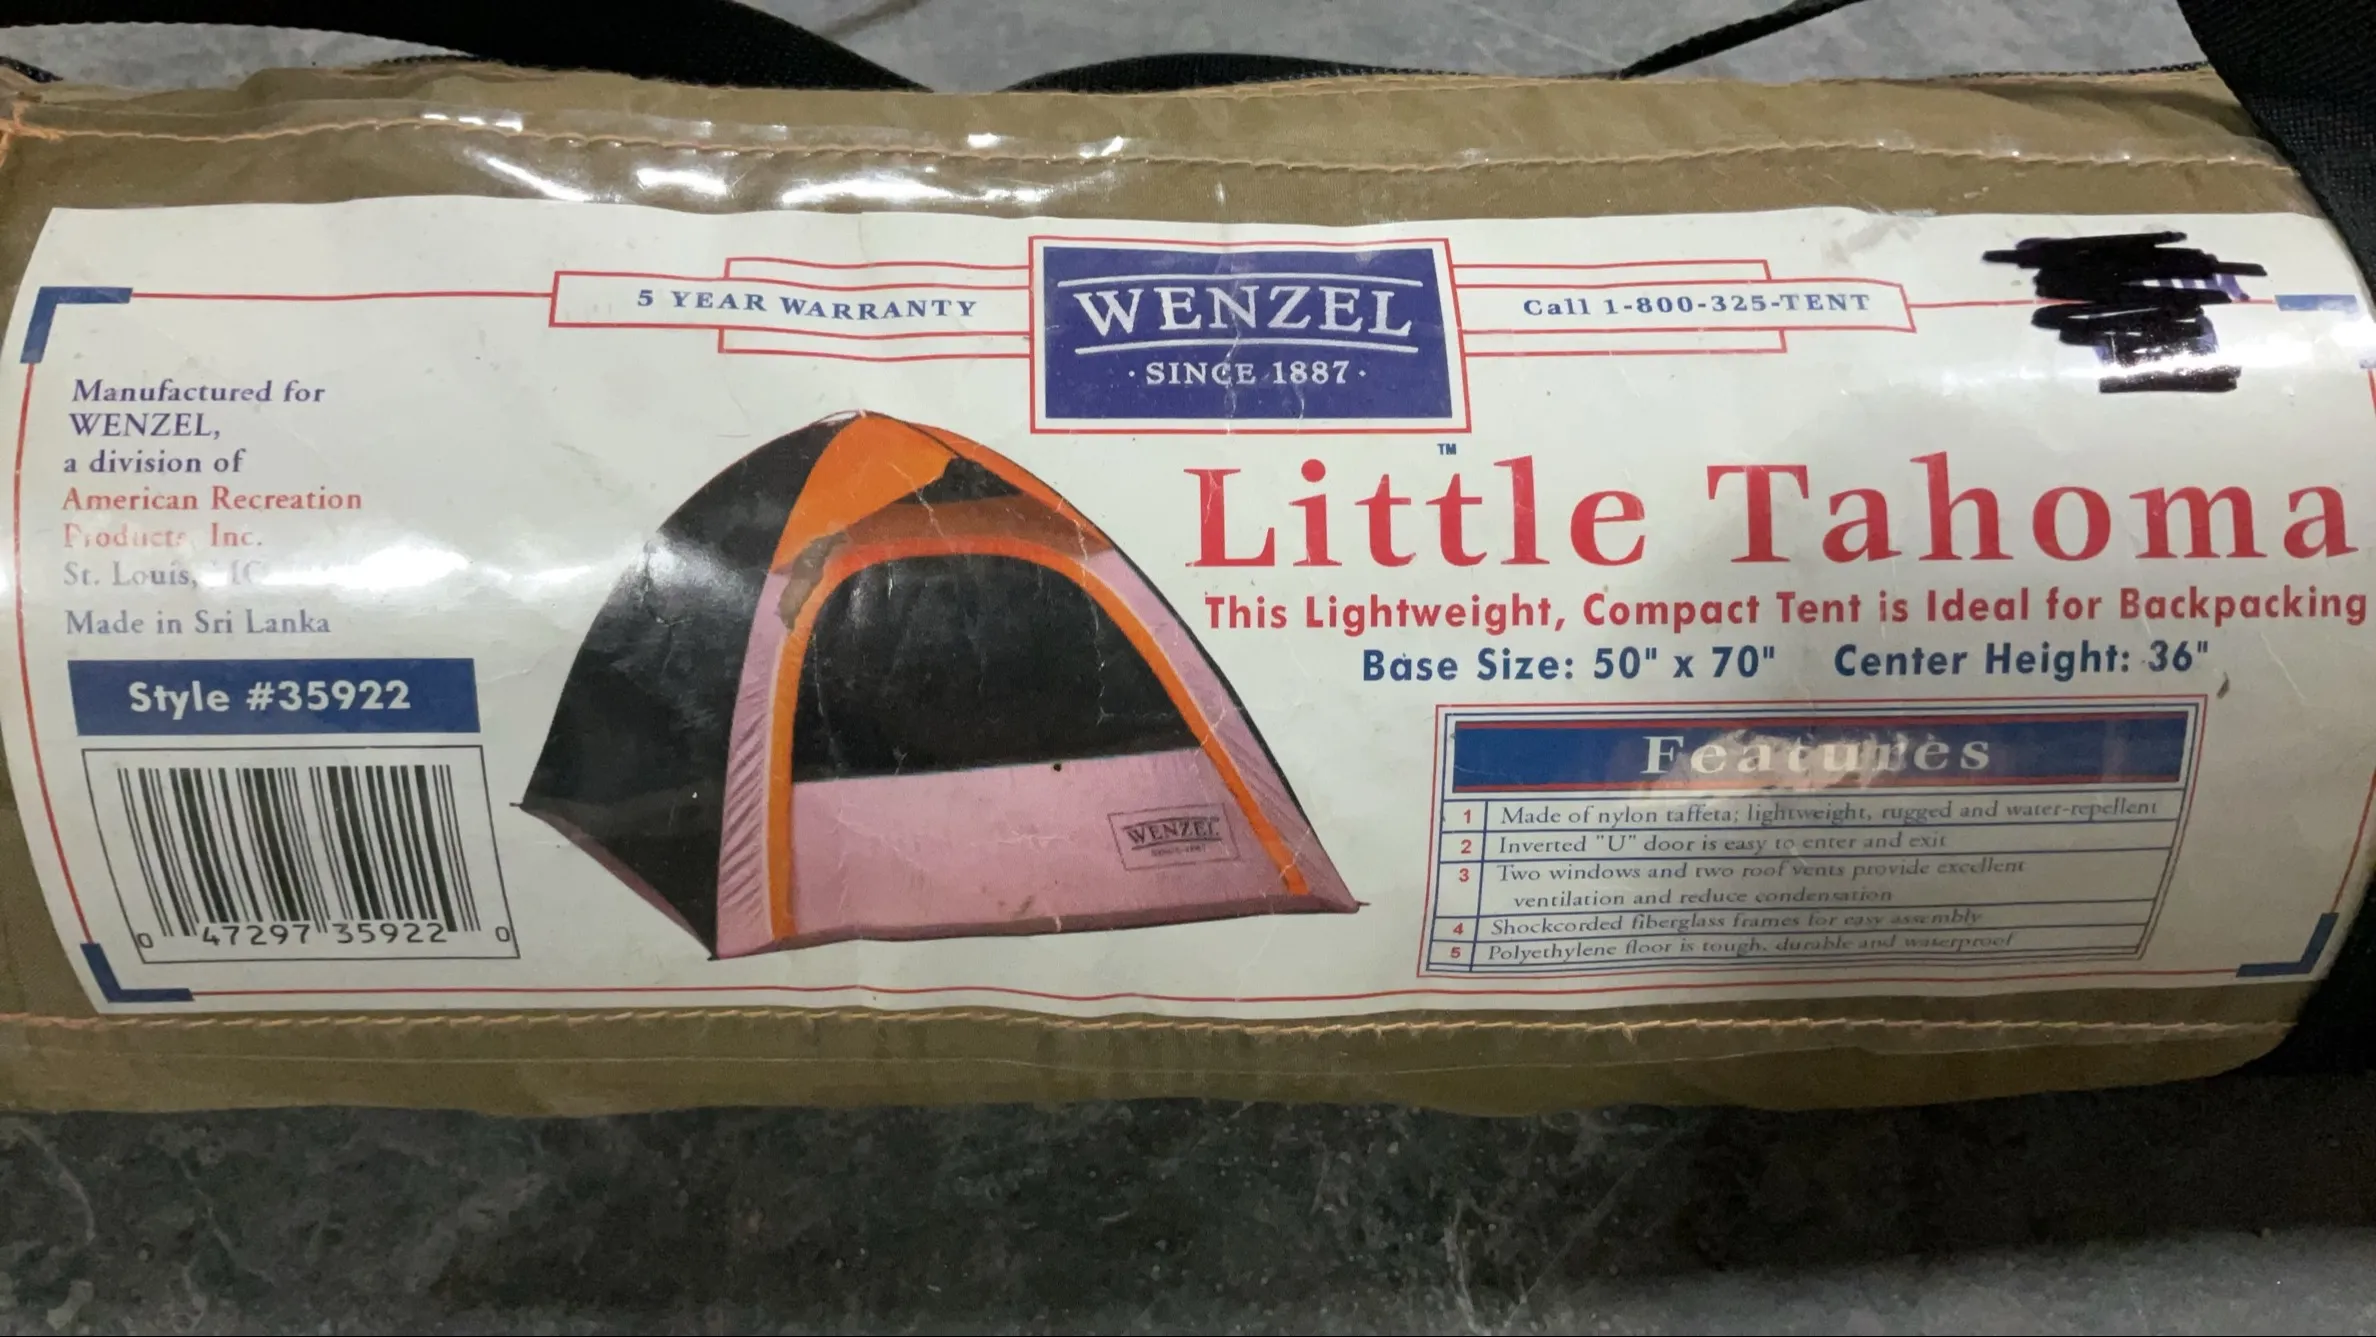 5 YEAR WARRANTY
WENZEL
· SINCE 1887 ·
Call 1-800-325-TENT
Manufactured for
WENZEL,
a division of
American Recreation
Products, Inc.
St. Louis,
Made in Sri Lanka
Style #35922
0 47297 35922 0
WENZEL
SINCE 1887
Little Tahoma
™
This Lightweight, Compact Tent is Ideal for Backpacking
Base Size: 50" x 70" Center Height: 36"
Features
1 Made of nylon taffeta; lightweight, rugged and water-repellent
2 Inverted "U" door is easy to enter and exit
3 Two windows and two roof vents provide excellent
ventilation and reduce condensation
4 Shockcorded fiberglass frames for easy assembly
5 Polyethylene floor is tough, durable and waterproof